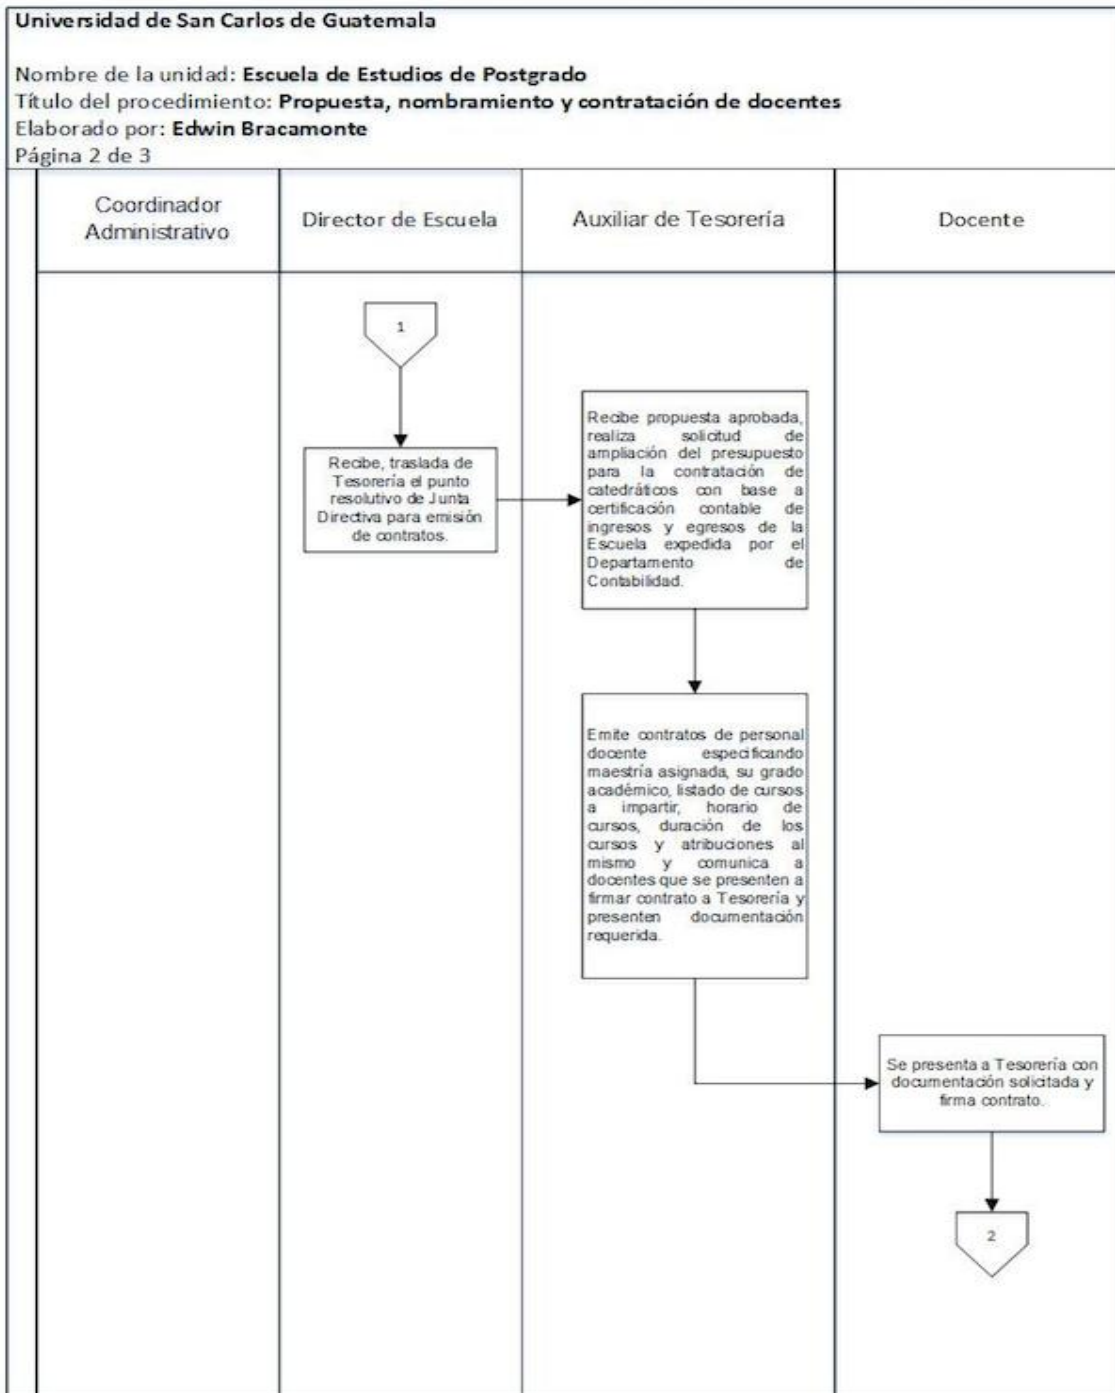 Universidad de San Carlos de Guatemala
Nombre de la unidad: Escuela de Estudios de Postgrado
Título del procedimiento: Propuesta, nombramiento y contratación de docentes
Elaborado por: Edwin Bracamonte
Página 2 de 3
Coordinador
Administrativo
Director de Escuela
Auxiliar de Tesorería
Docente
1
Recibe, traslada de
Tesorería el punto
resolutivo de Junta
Directiva para emisión
de contratos.
Recibe propuesta aprobada,
realiza solicitud de
ampliación del presupuesto
para la contratación de
catedráticos con base a
certificación contable de
ingresos y egresos de la
Escuela expedida por el
Departamento de
Contabilidad.
Emite contratos de personal
docente especificando
maestría asignada, su grado
académico, listado de cursos
a impartir, horario de
cursos, duración de los
cursos y atribuciones al
mismo y comunica a
docentes que se presenten a
firmar contrato a Tesorería y
presenten documentación
requerida.
Se presenta a Tesorería con
documentación solicitada y
firma contrato.
2